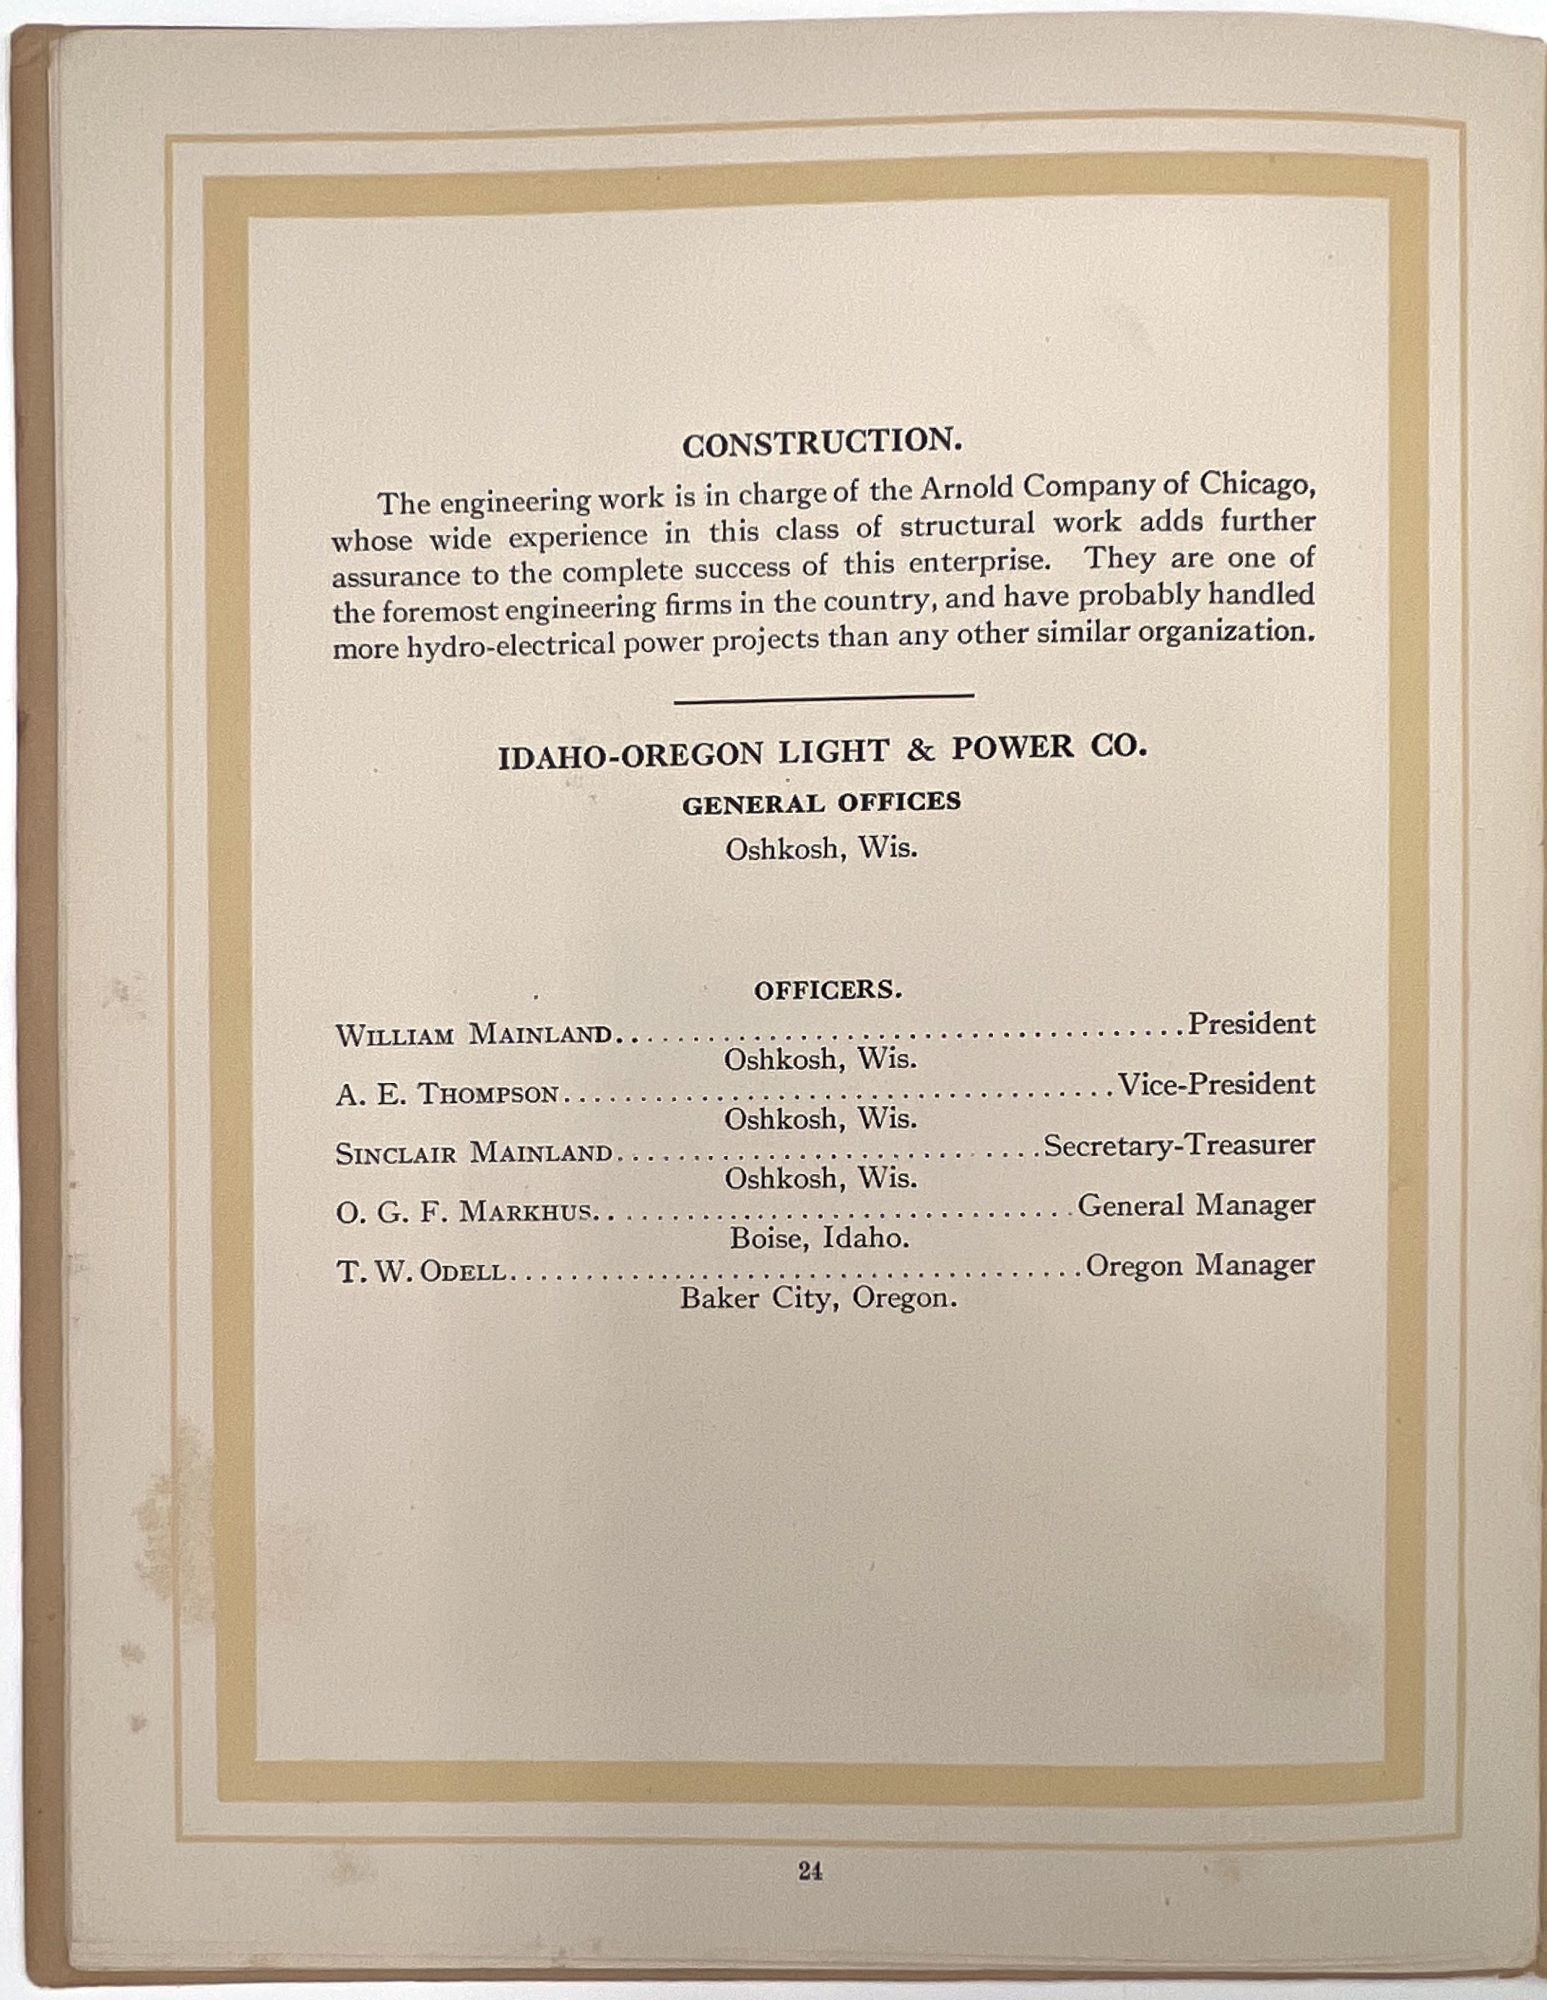 CONSTRUCTION.
The engineering work is in charge of the Arnold Company of Chicago,
whose wide experience in this class of structural work adds further
assurance to the complete success of this enterprise. They are one of
the foremost engineering firms in the country, and have probably handled
more hydro-electrical power projects than any other similar organization.
IDAHO-OREGON LIGHT & POWER CO.
GENERAL OFFICES
Oshkosh, Wis.
OFFICERS.
WILLIAM MAINLAND......................................President
Oshkosh, Wis.
A. E. THOMPSON.....................................Vice-President
Oshkosh, Wis.
SINCLAIR MAINLAND............................Secretary-Treasurer
Oshkosh, Wis.
O. G. F. MARKHUS................................General Manager
Boise, Idaho.
T. W. ODELL......................................Oregon Manager
Baker City, Oregon.
24